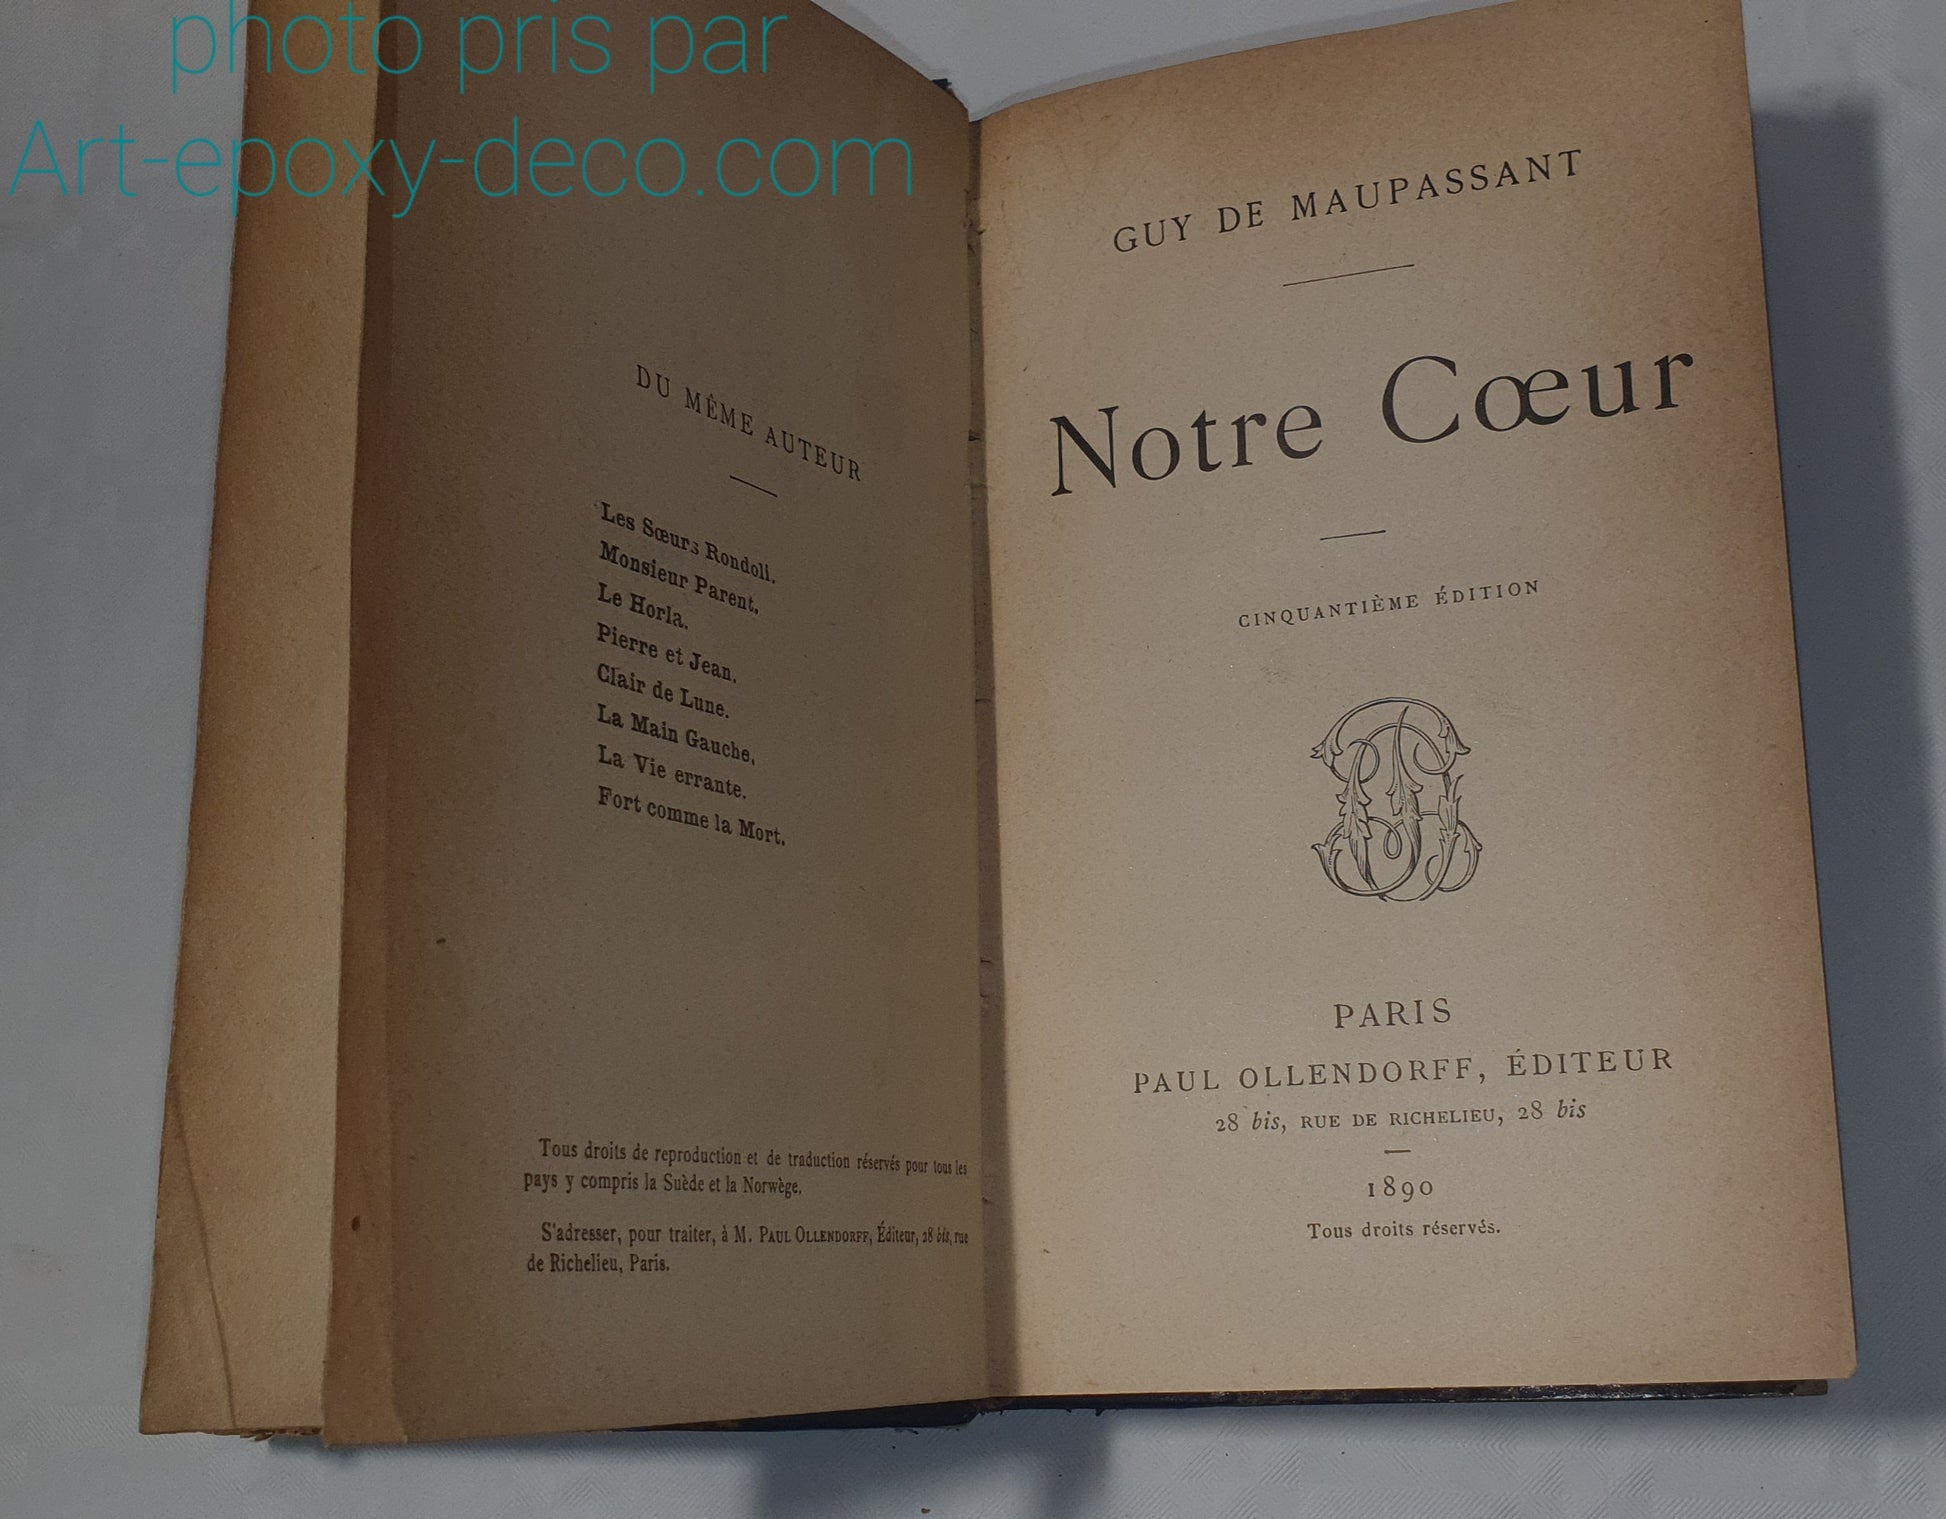 photo pris par
Art-epoxy-deco.com
DU MÊME AUTEUR
Les Sœurs Rondoli.
Monsieur Parent.
Le Horla.
Pierre et Jean.
Clair de Lune.
La Main Gauche.
La Vie errante.
Fort comme la Mort.
Tous droits de reproduction et de traduction réservés pour tous les
pays y compris la Suède et la Norwège.
S'adresser, pour traiter, à M. PAUL OLLENDORFF, Éditeur, 28 bis, rue
de Richelieu, Paris.
GUY DE MAUPASSANT
Notre Cœur
CINQUANTIÈME ÉDITION
PARIS
PAUL OLLENDORFF, ÉDITEUR
28 bis, RUE DE RICHELIEU, 28 bis
1890
Tous droits réservés.